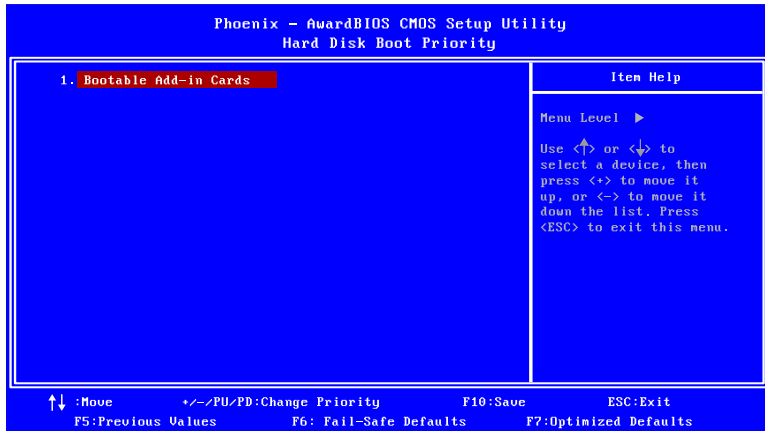 Phoenix – AwardBIOS CMOS Setup Utility
Hard Disk Boot Priority
1. Bootable Add-in Cards
Item Help
Menu Level ▶
Use <↑> or <↓> to
select a device, then
press <+> to move it
up, or <-> to move it
down the list. Press
<ESC> to exit this menu.
↑↓ :Move +/-/PU/PD:Change Priority F10:Save ESC:Exit
F5:Previous Values F6: Fail-Safe Defaults F7:Optimized Defaults